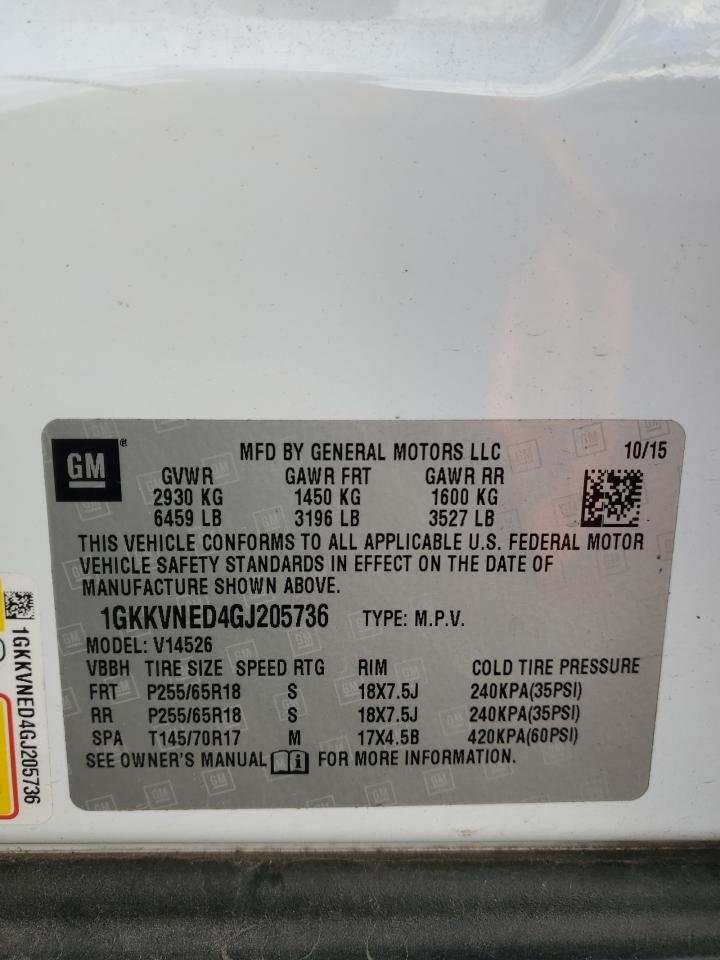 GM
MFD BY GENERAL MOTORS LLC 10/15
GVWR GAWR FRT GAWR RR
2930 KG 1450 KG 1600 KG
6459 LB 3196 LB 3527 LB
THIS VEHICLE CONFORMS TO ALL APPLICABLE U.S. FEDERAL MOTOR
VEHICLE SAFETY STANDARDS IN EFFECT ON THE DATE OF
MANUFACTURE SHOWN ABOVE.
1GKKVNED4GJ205736 TYPE: M.P.V.
MODEL: V14526
VBBH TIRE SIZE SPEED RTG RIM COLD TIRE PRESSURE
FRT P255/65R18 S 18X7.5J 240KPA(35PSI)
RR P255/65R18 S 18X7.5J 240KPA(35PSI)
SPA T145/70R17 M 17X4.5B 420KPA(60PSI)
SEE OWNER'S MANUAL i FOR MORE INFORMATION.
1GKKVNED4GJ205736